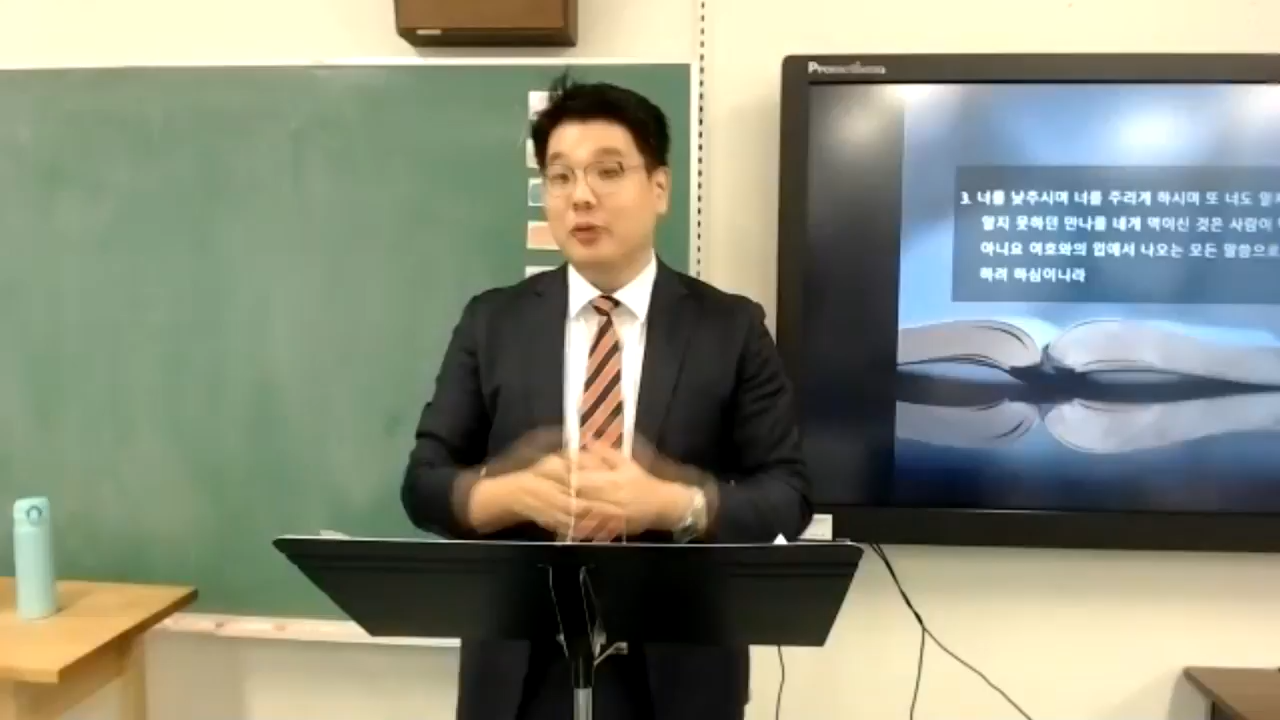 Promethean
3. 너를 낮추시며 너를 주리게 하시며 또 너도 알지
알지 못하던 만나를 네게 먹이신 것은 사람이
아니요 여호와의 입에서 나오는 모든 말씀으로
하려 하심이니라